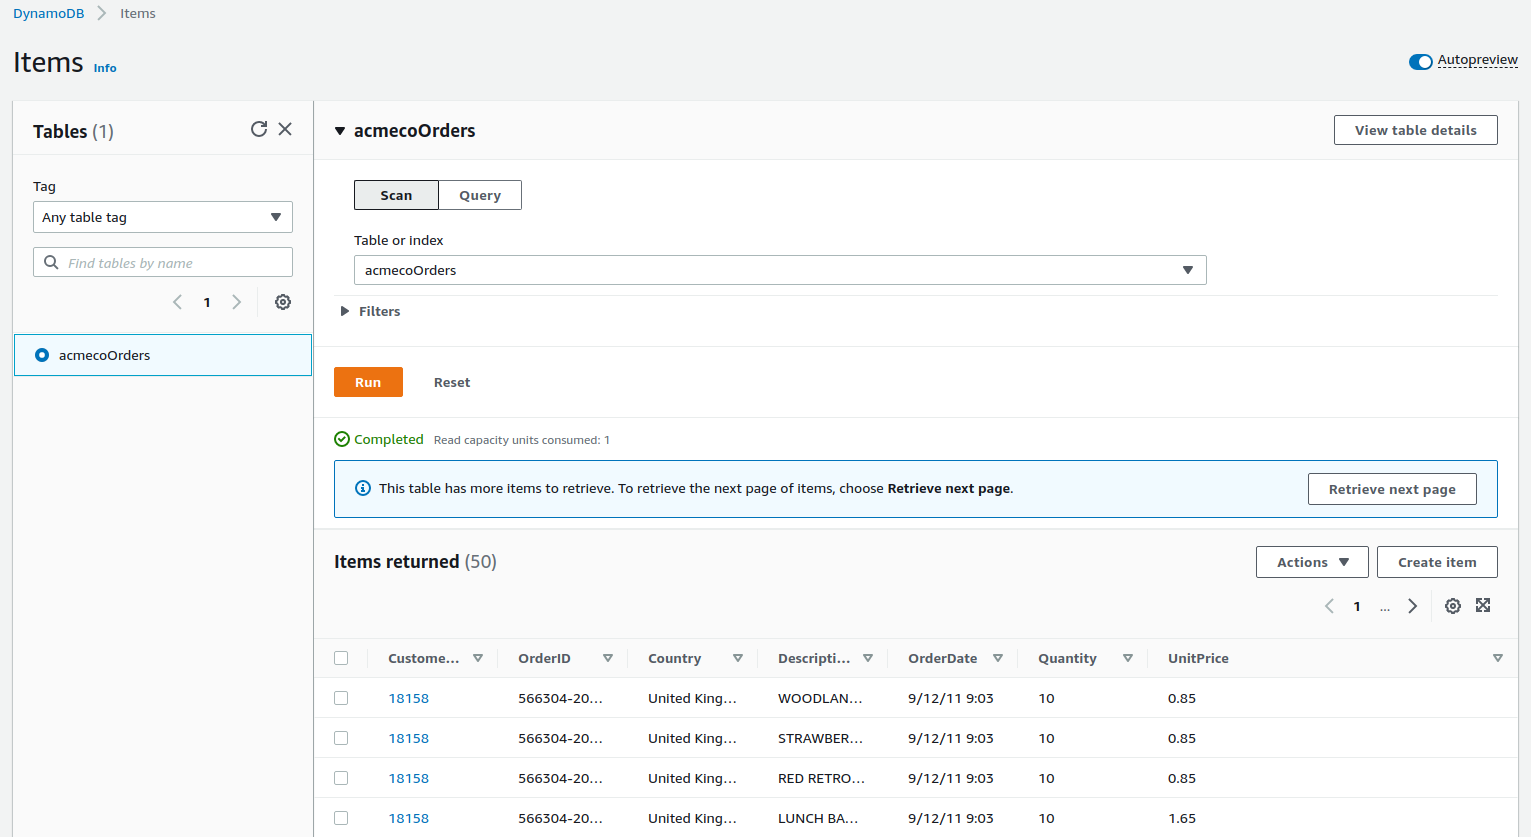 DynamoDB > Items
Items Info
Autopreview
Tables (1)
Tag
Any table tag
Find tables by name
1
acmecoOrders
acmecoOrders
View table details
Scan Query
Table or index
acmecoOrders
Filters
Run Reset
Completed Read capacity units consumed: 1
This table has more items to retrieve. To retrieve the next page of items, choose Retrieve next page.
Retrieve next page
Items returned (50)
Actions Create item
1 ...
Custome... OrderID Country Descripti... OrderDate Quantity UnitPrice
18158 566304-20... United King... WOODLAN... 9/12/11 9:03 10 0.85
18158 566304-20... United King... STRAWBER... 9/12/11 9:03 10 0.85
18158 566304-20... United King... RED RETRO... 9/12/11 9:03 10 0.85
18158 566304-20... United King... LUNCH BA... 9/12/11 9:03 10 1.65